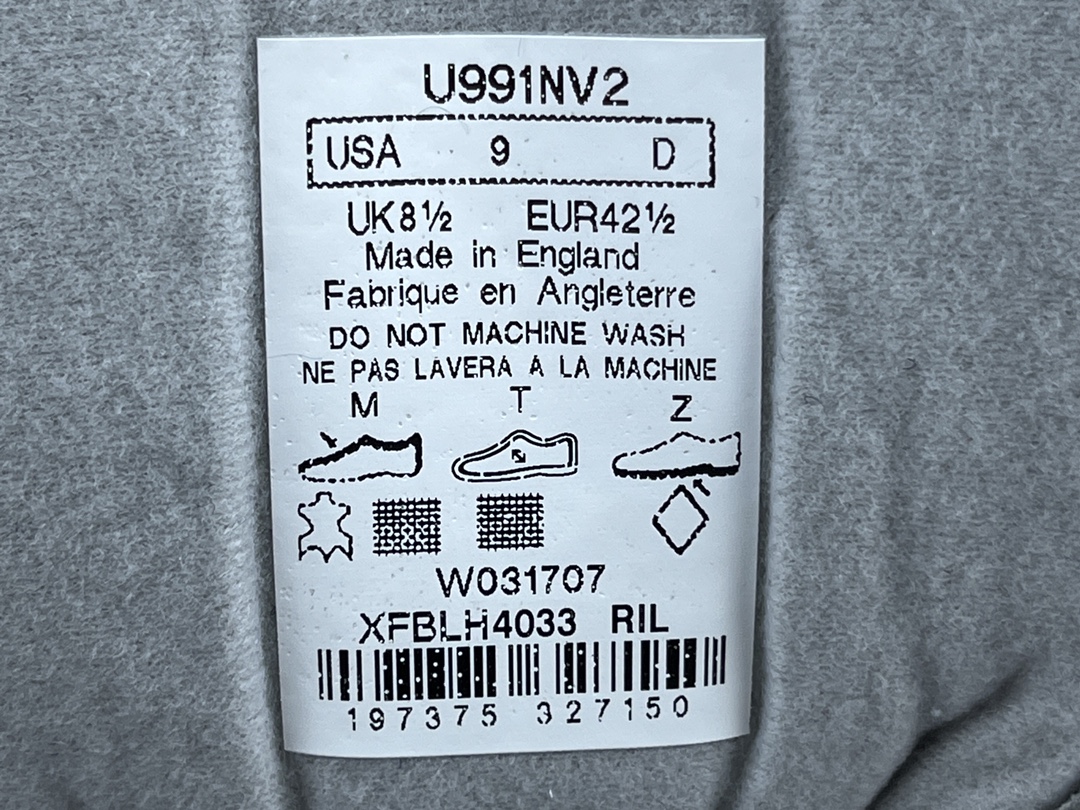 U991NV2
USA 9 D
UK8½ EUR42½
Made in England
Fabrique en Angleterre
DO NOT MACHINE WASH
NE PAS LAVERA A LA MACHINE
M T Z
W031707
XFBLH4033 RIL
197375 327150